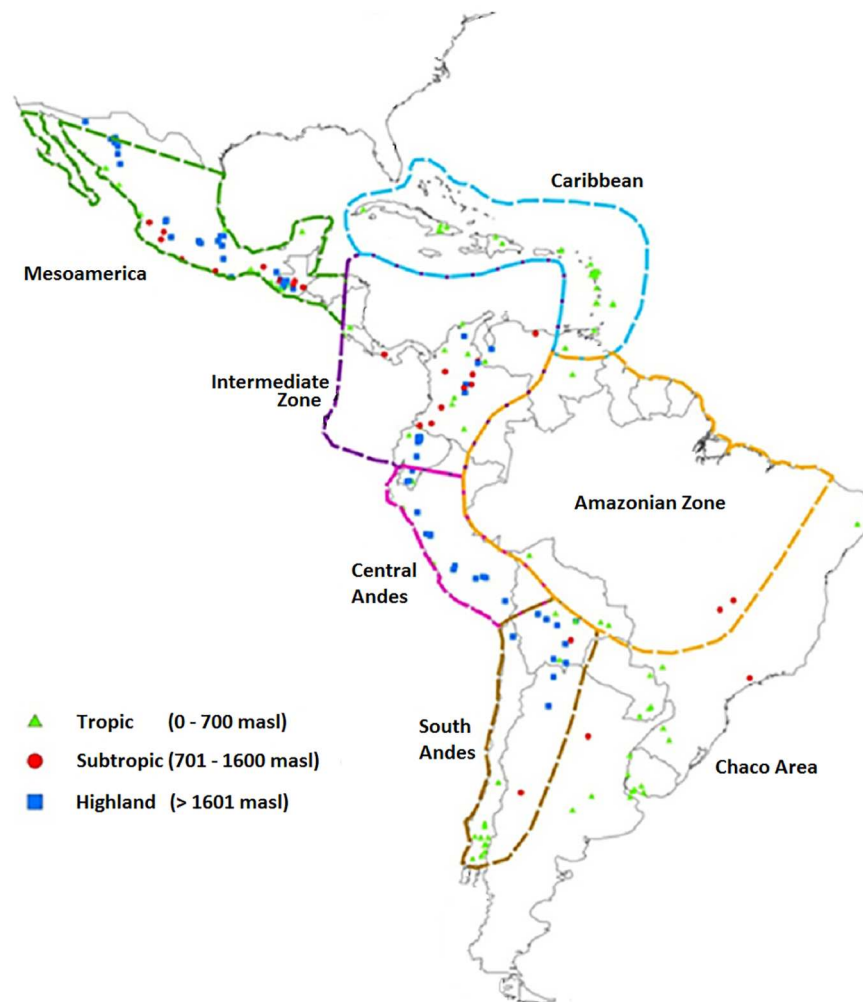 Caribbean
Mesoamerica
Intermediate
Zone
Amazonian Zone
Central
Andes
South
Andes
Chaco Area
Tropic (0 - 700 masl)
Subtropic (701 - 1600 masl)
Highland (> 1601 masl)